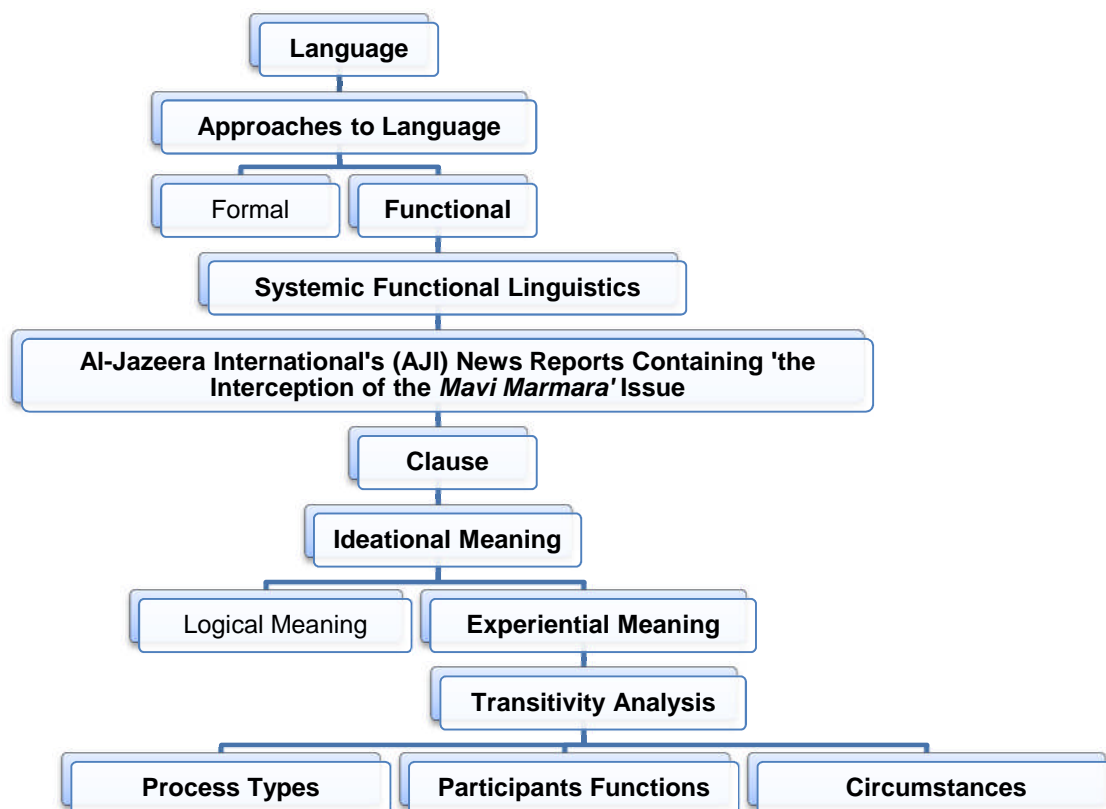 Language
Approaches to Language
Formal
Functional
Systemic Functional Linguistics
Al-Jazeera International's (AJI) News Reports Containing 'the
Interception of the Mavi Marmara' Issue
Clause
Ideational Meaning
Logical Meaning
Experiential Meaning
Transitivity Analysis
Process Types
Participants Functions
Circumstances